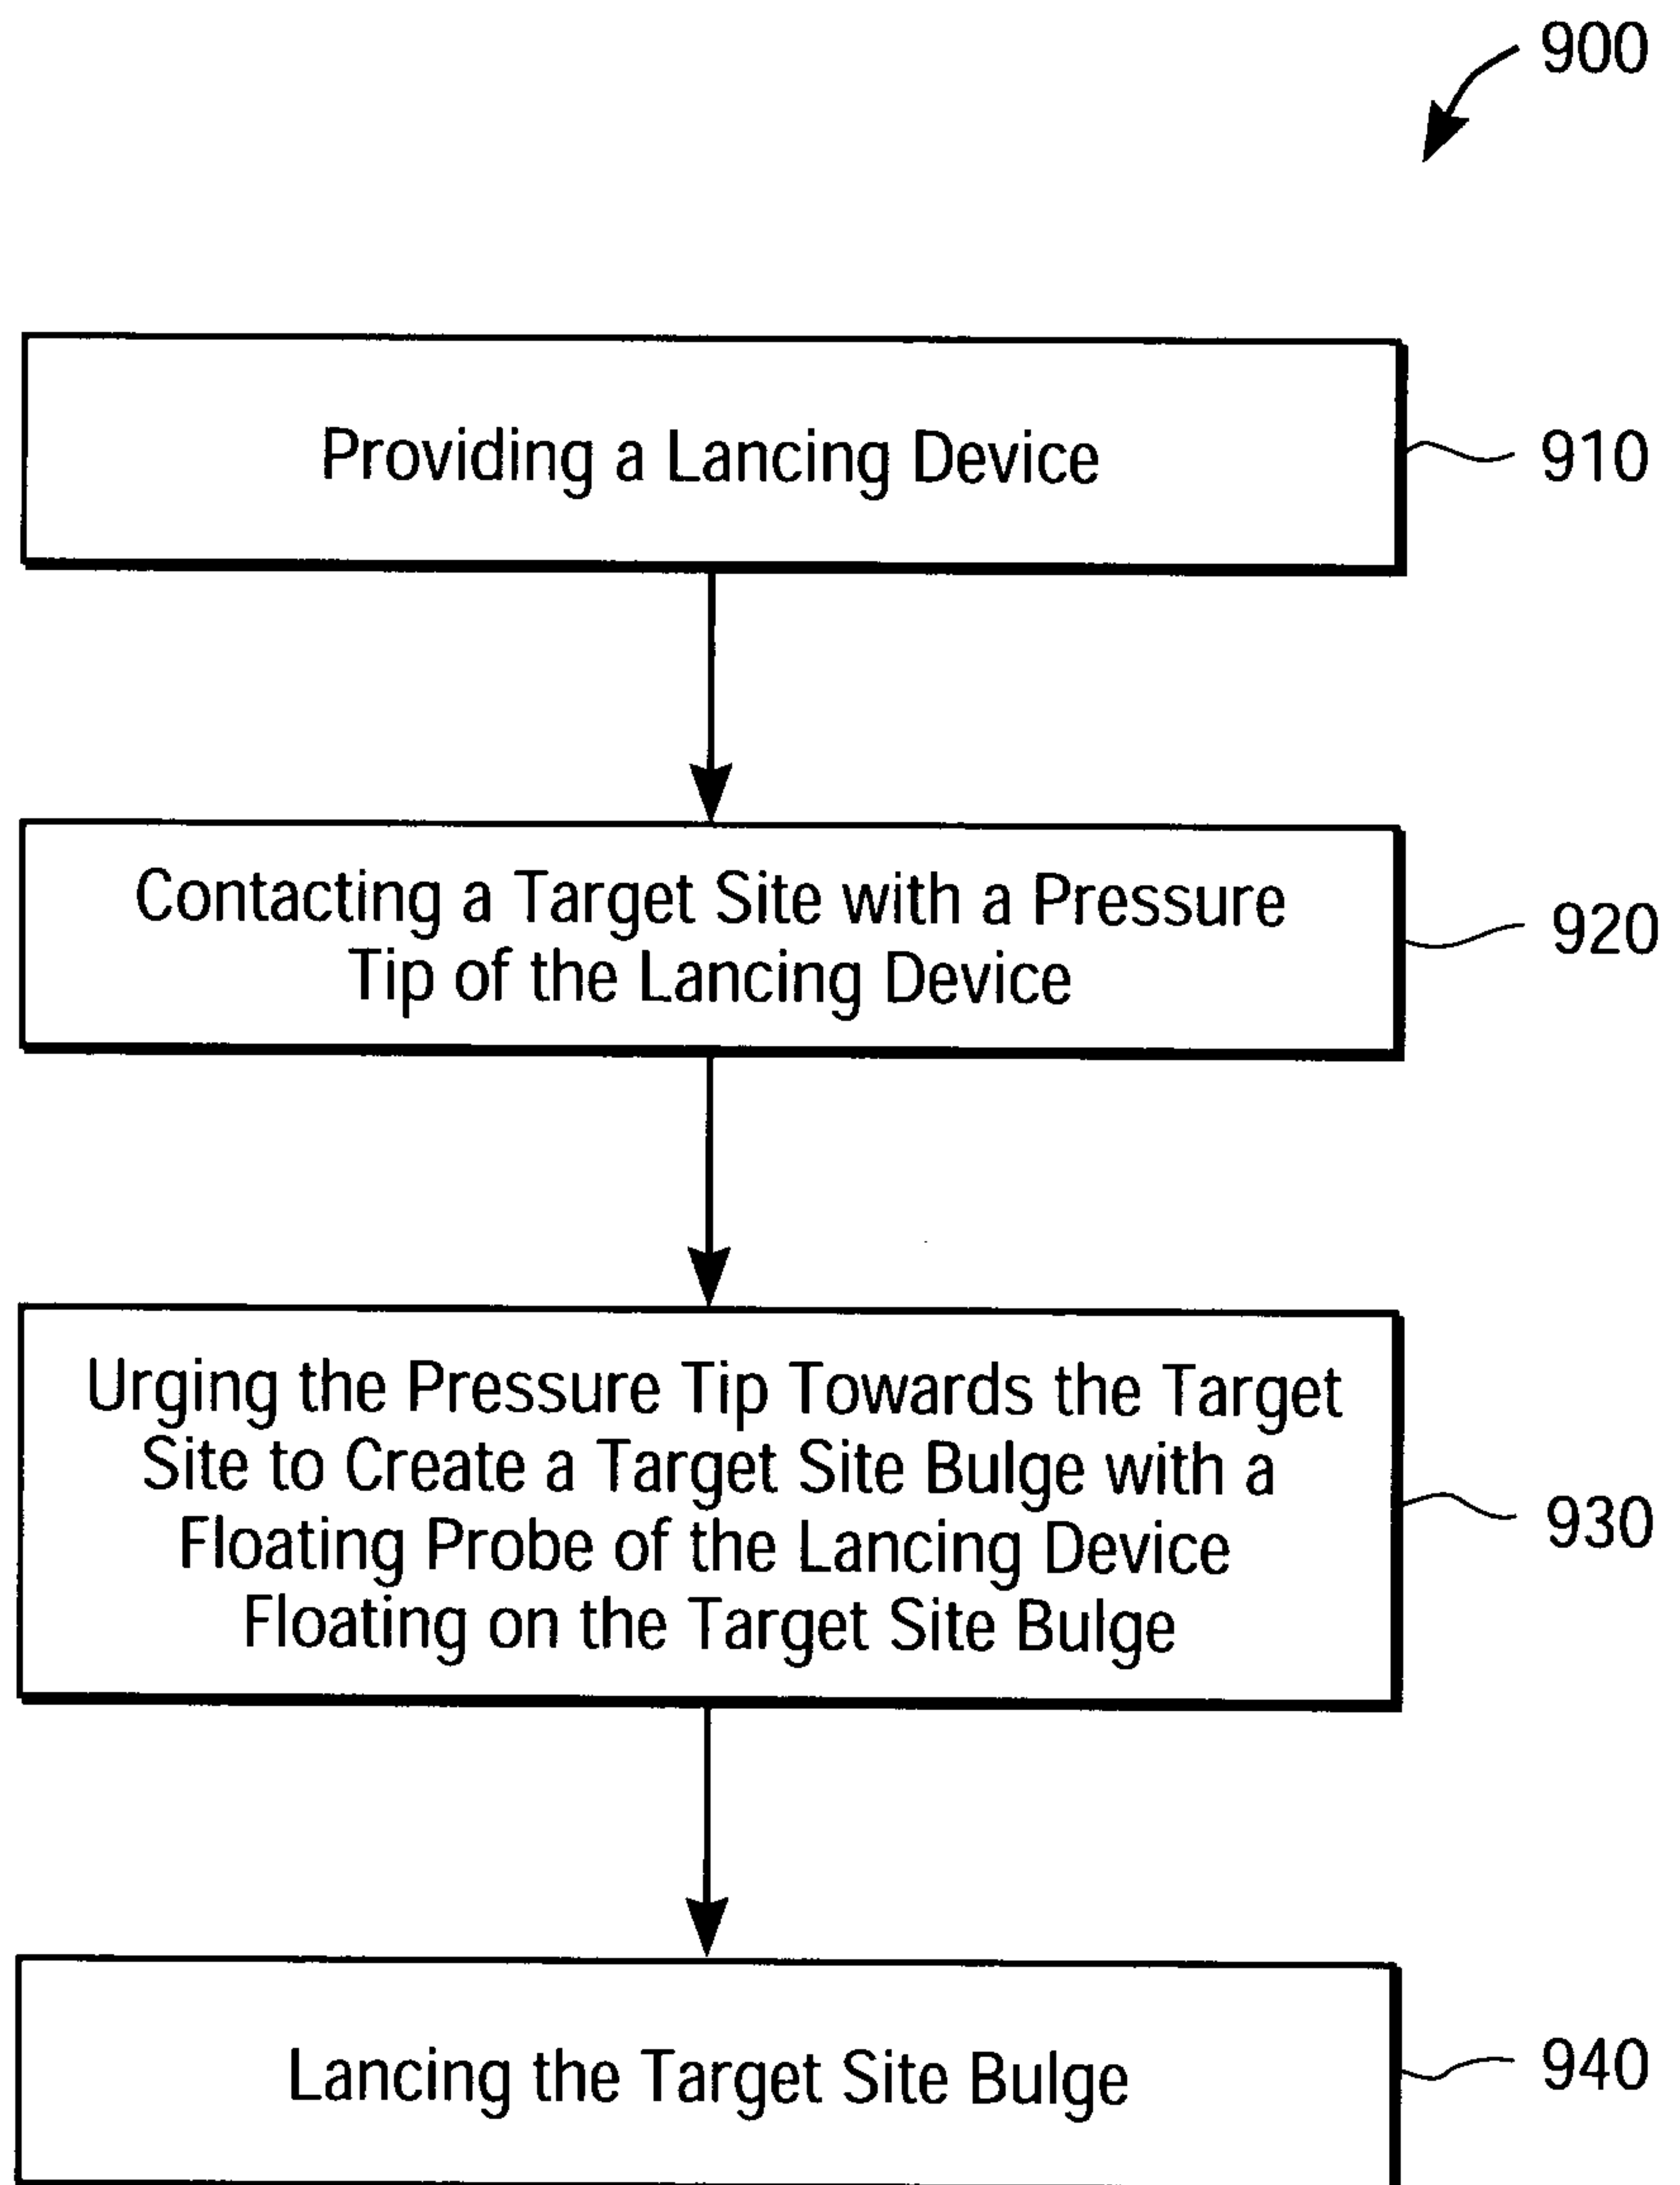 900
Providing a Lancing Device
910
Contacting a Target Site with a Pressure
Tip of the Lancing Device
920
Urging the Pressure Tip Towards the Target
Site to Create a Target Site Bulge with a
Floating Probe of the Lancing Device
Floating on the Target Site Bulge
930
Lancing the Target Site Bulge
940